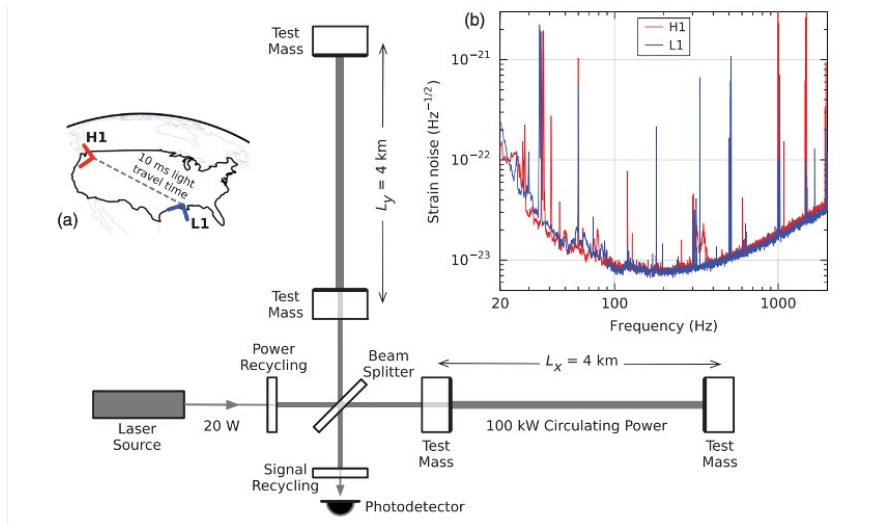 Test
Mass
(b)
H1
L1
10⁻²¹
10⁻²²
10⁻²³
Strain noise (Hz⁻¹/²)
20
100
1000
Frequency (Hz)
H1
10 ms light
travel time
L1
(a)
L_y = 4 km
Test
Mass
Power
Recycling
Beam
Splitter
L_x = 4 km
Laser
Source
20 W
100 kW Circulating Power
Test
Mass
Test
Mass
Signal
Recycling
Photodetector